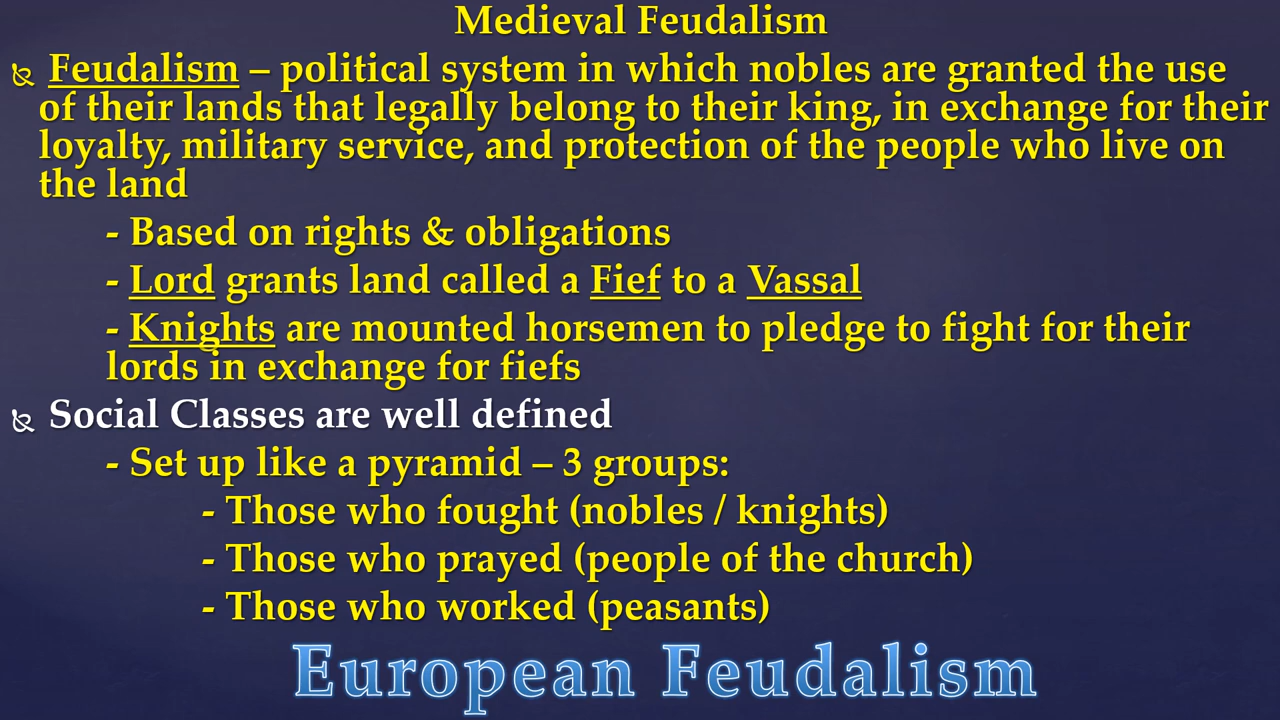 Medieval Feudalism
Feudalism – political system in which nobles are granted the use
of their lands that legally belong to their king, in exchange for their
loyalty, military service, and protection of the people who live on
the land
- Based on rights & obligations
- Lord grants land called a Fief to a Vassal
- Knights are mounted horsemen to pledge to fight for their
lords in exchange for fiefs
Social Classes are well defined
- Set up like a pyramid – 3 groups:
- Those who fought (nobles / knights)
- Those who prayed (people of the church)
- Those who worked (peasants)
European Feudalism